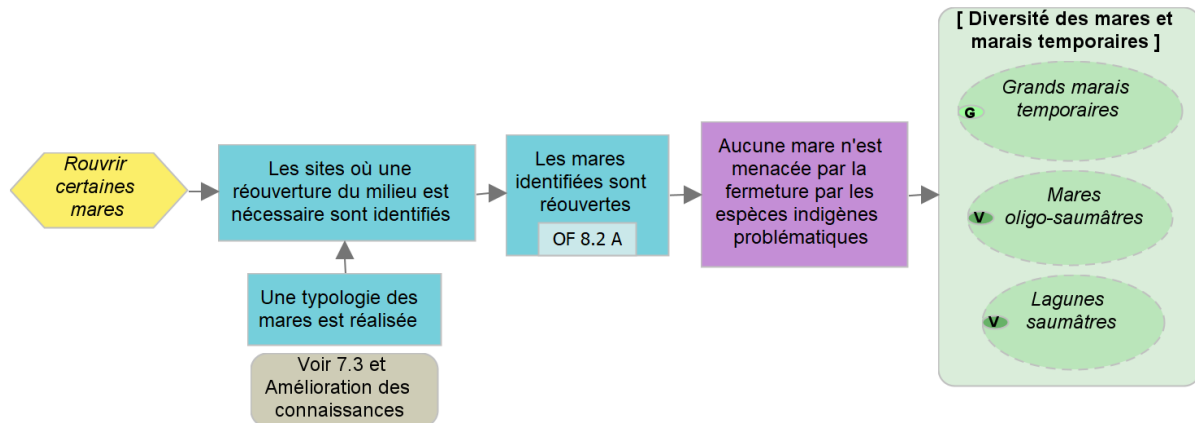 Rouvrir
certaines
mares
Les sites où une
réouverture du milieu est
nécessaire sont identifiés
Une typologie des
mares est réalisée
Voir 7.3 et
Amélioration des
connaissances
Les mares
identifiées sont
réouvertes
OF 8.2 A
Aucune mare n'est
menacée par la
fermeture par les
espèces indigènes
problématiques
[ Diversité des mares et
marais temporaires ]
Grands marais
temporaires
G
Mares
oligo-saumâtres
V
Lagunes
saumâtres
V